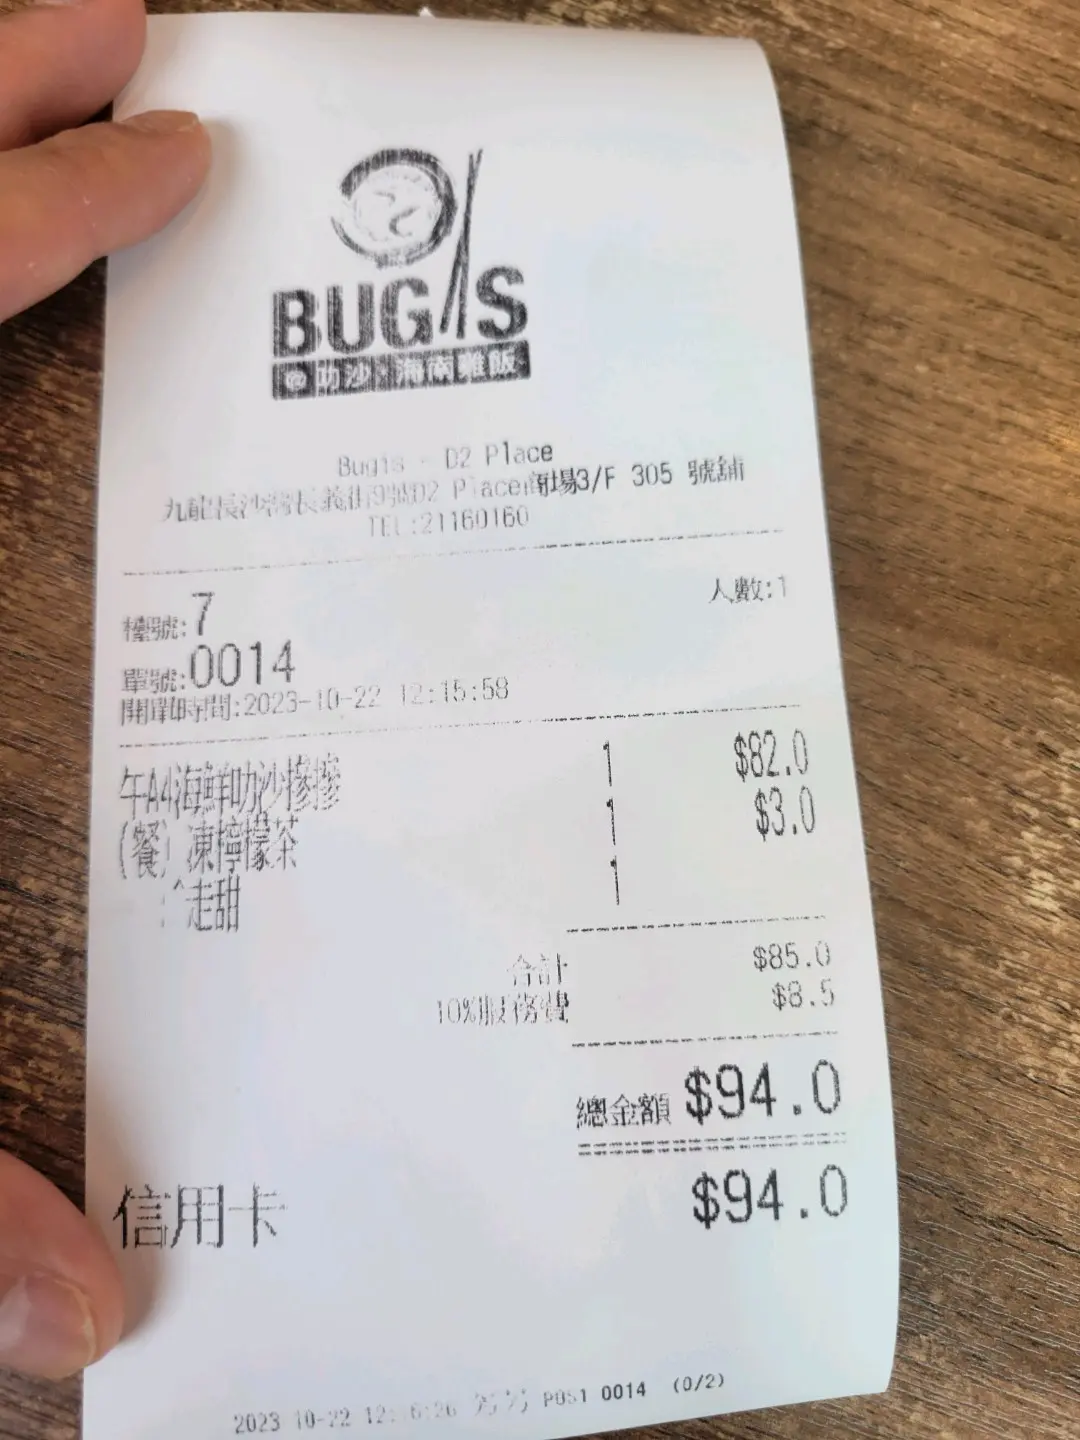 BUGIS
@叻沙·海南雞飯
Bugis - D2 Place
九龍長沙灣長義街9號D2 Place商場3/F 305 號舖
TEL:21160160
檯號:7
人數:1
單號:0014
開單時間:2023-10-22 12:15:58
午A4海鮮叻沙 1 $82.0
(餐) 凍檸檬茶 1 $3.0
走甜 1
合計 $85.0
10%服務費 $8.5
總金額 $94.0
信用卡 $94.0
2023-10-22 POS1 0014 (0/2)